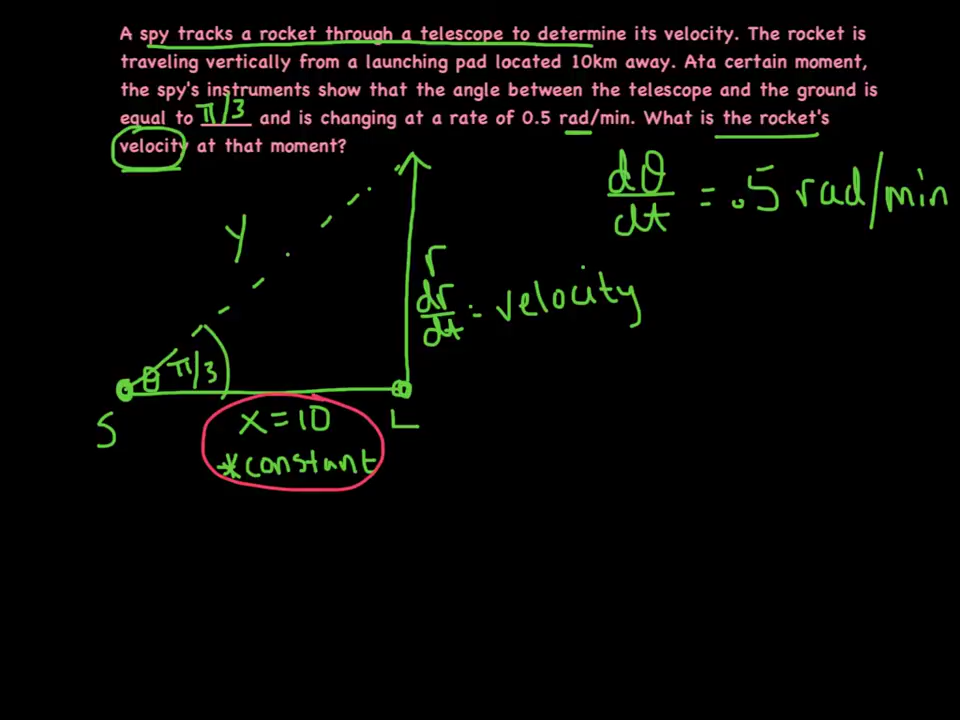 A spy tracks a rocket through a telescope to determine its velocity. The rocket is
traveling vertically from a launching pad located 10km away. Ata certain moment,
the spy's instruments show that the angle between the telescope and the ground is
equal to π/3 and is changing at a rate of 0.5 rad/min. What is the rocket's
velocity at that moment?
dθ/dt = .5 rad/min
y
r
dr/dt = velocity
θ π/3
S
x=10
L
*constant